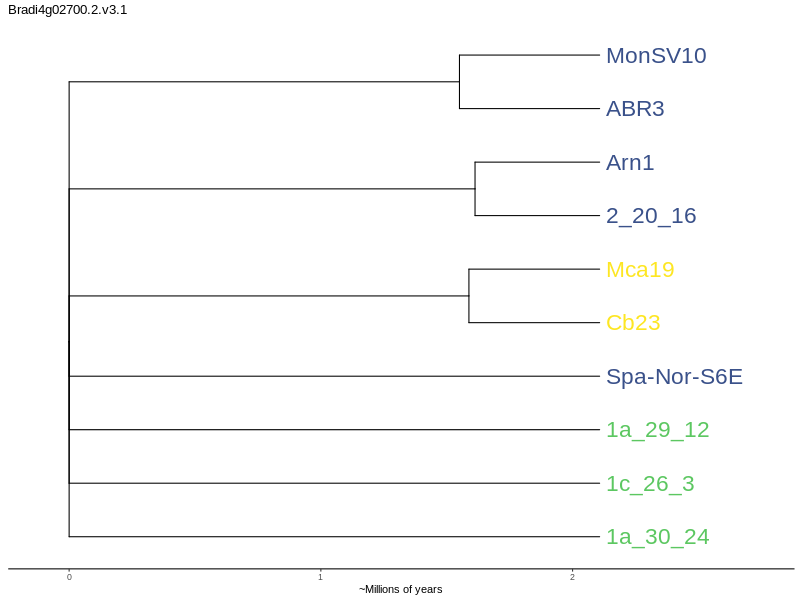 Bradi4g02700.2.v3.1
MonSV10
ABR3
Arn1
2_20_16
Mca19
Cb23
Spa-Nor-S6E
1a_29_12
1c_26_3
1a_30_24
0 1 2
~Millions of years